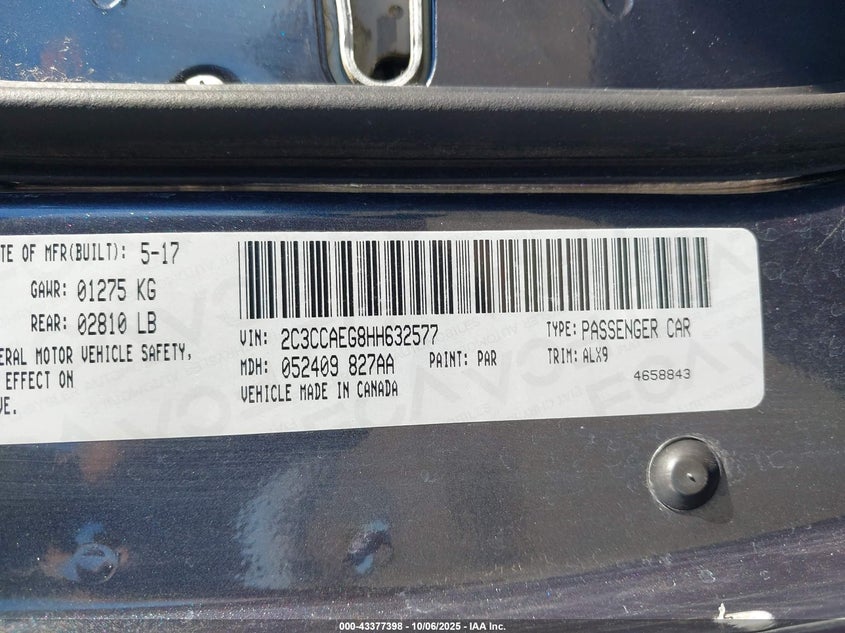 TE OF MFR(BUILT): 5-17
GAWR: 01275 KG
REAR: 02810 LB
ERAL MOTOR VEHICLE SAFETY,
EFFECT ON
VE.
VIN: 2C3CCAEG8HH632577
TYPE: PASSENGER CAR
MDH: 052409 827AA
PAINT: PAR
TRIM: ALX9
VEHICLE MADE IN CANADA
4658843
000-43377398 - 10/06/2025 - IAA Inc.